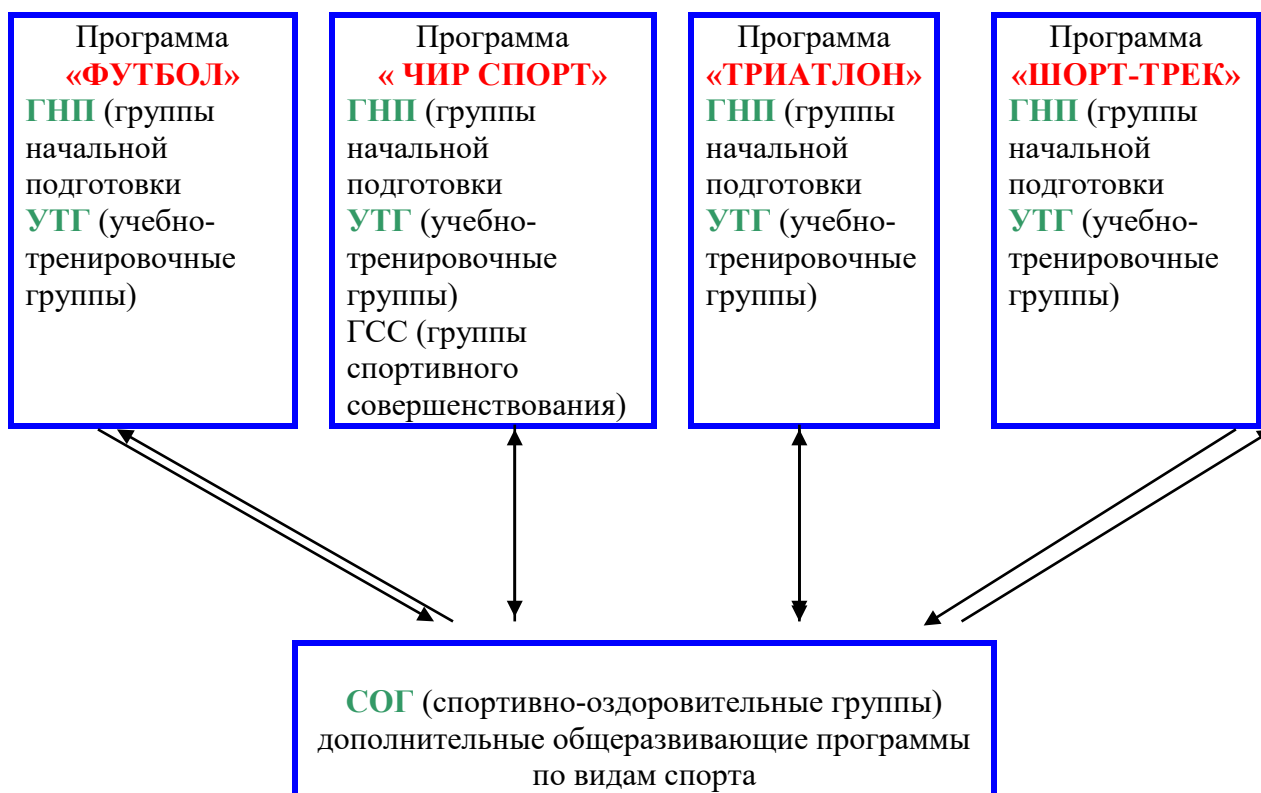 Программа
«ФУТБОЛ»
ГНП (группы
начальной
подготовки
УТГ (учебно-
тренировочные
группы)
Программа
« ЧИР СПОРТ»
ГНП (группы
начальной
подготовки
УТГ (учебно-
тренировочные
группы)
ГСС (группы
спортивного
совершенствования)
Программа
«ТРИАТЛОН»
ГНП (группы
начальной
подготовки
УТГ (учебно-
тренировочные
группы)
Программа
«ШОРТ-ТРЕК»
ГНП (группы
начальной
подготовки
УТГ (учебно-
тренировочные
группы)
СОГ (спортивно-оздоровительные группы)
дополнительные общеразвивающие программы
по видам спорта